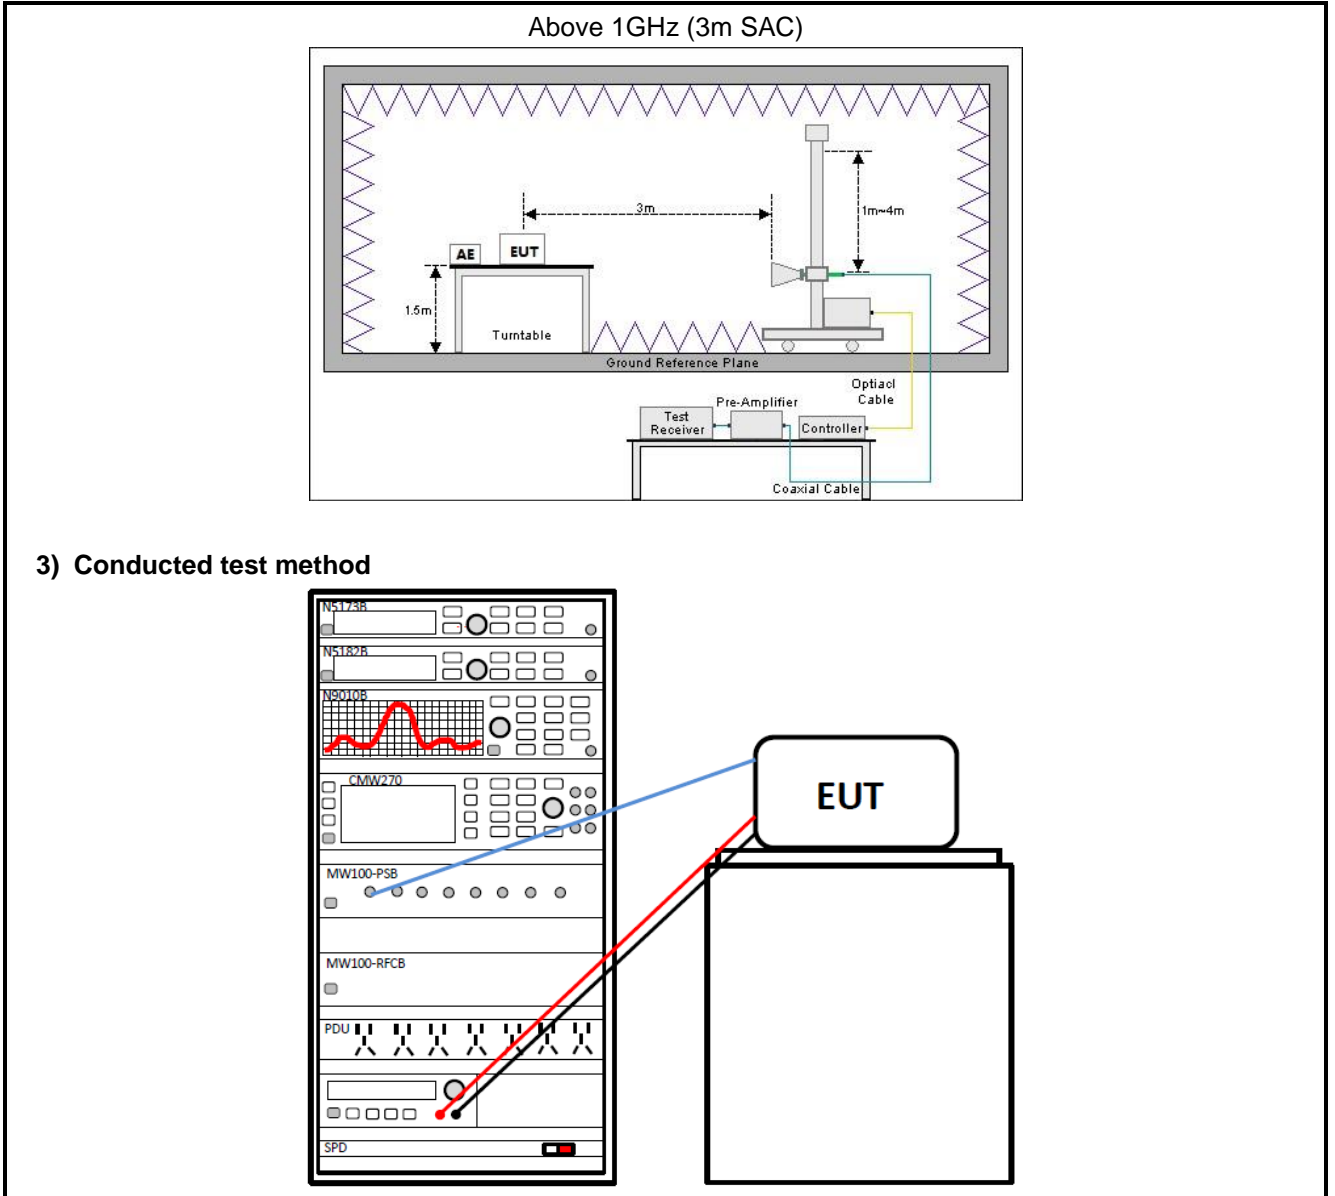 Above 1GHz (3m SAC)
3m
1m~4m
AE
EUT
1.5m
Turntable
Ground Reference Plane
Optiacl
Cable
Pre-Amplifier
Test
Receiver
Controller
Coaxial Cable
3) Conducted test method
N5173B
N5182B
N9010B
CMW270
EUT
MW100-PSB
MW100-RFCB
PDU
SPD